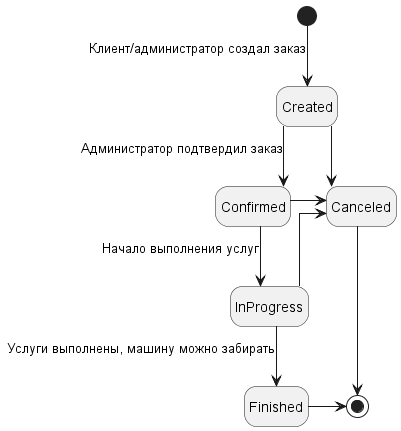 Клиент/администратор создал заказ
Created
Администратор подтвердил заказ
Confirmed
Canceled
Начало выполнения услуг
InProgress
Услуги выполнены, машину можно забирать
Finished